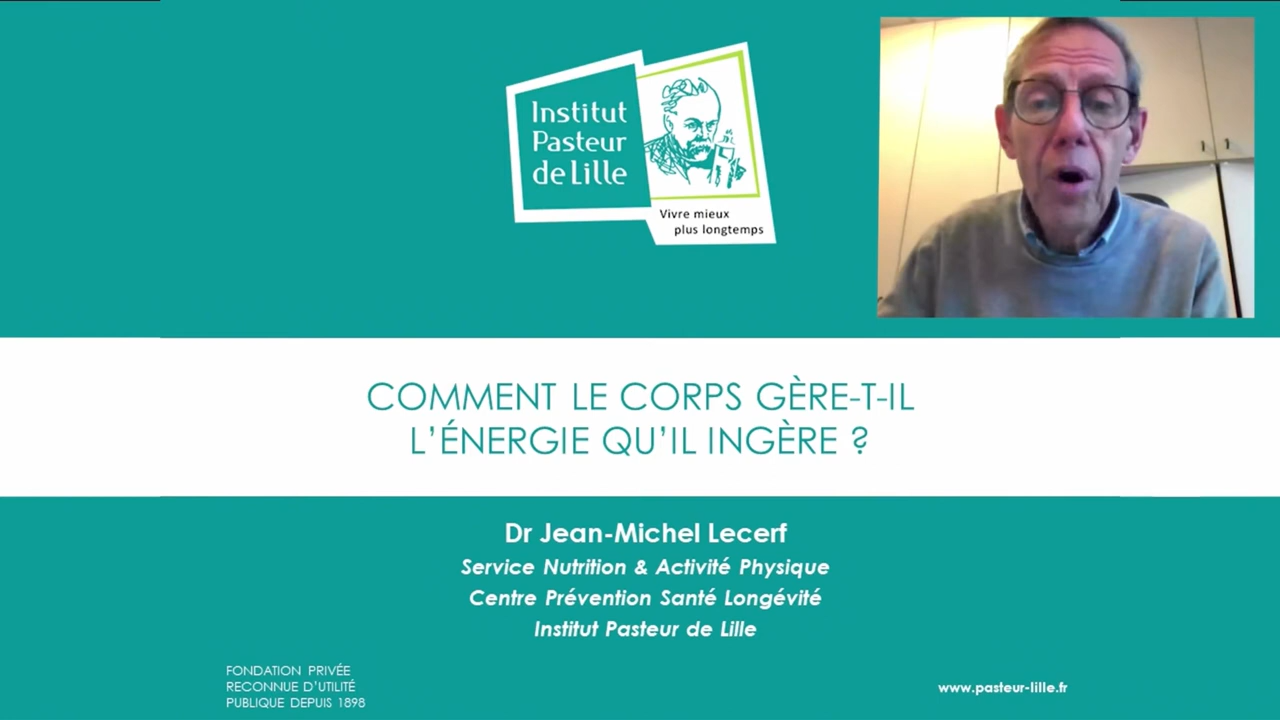 Institut
Pasteur
de Lille
Vivre mieux
plus longtemps
COMMENT LE CORPS GÈRE-T-IL
L’ÉNERGIE QU’IL INGÈRE ?
Dr Jean-Michel Lecerf
Service Nutrition & Activité Physique
Centre Prévention Santé Longévité
Institut Pasteur de Lille
FONDATION PRIVÉE
RECONNUE D’UTILITÉ
PUBLIQUE DEPUIS 1898
www.pasteur-lille.fr